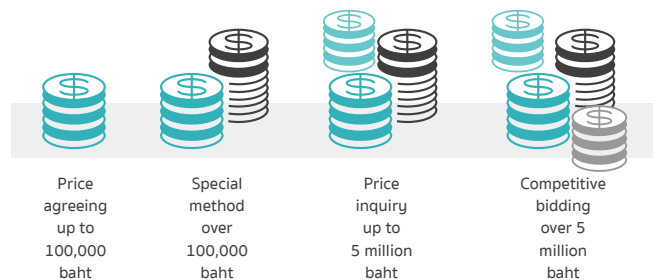 $
$
$
$
$
$
$
$
$
$
Price
agreeing
up to
100,000
baht
Special
method
over
100,000
baht
Price
inquiry
up to
5 million
baht
Competitive
bidding
over 5
million
baht